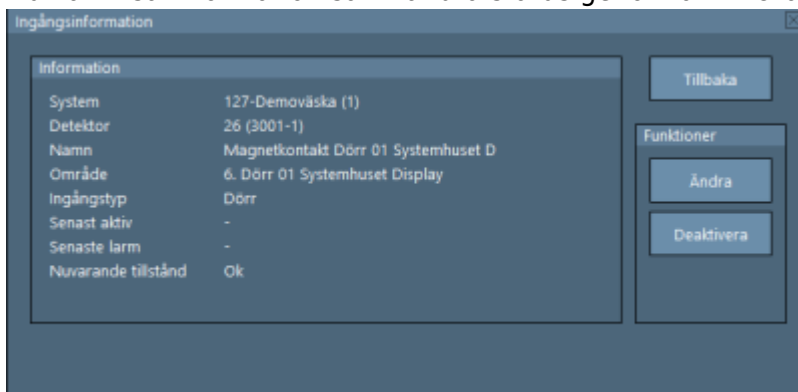 Ingångsinformation
Information
System 127-Demoväska (1)
Detektor 26 (3001-1)
Namn Magnetkontakt Dörr 01 Systemhuset D
Område 6. Dörr 01 Systemhuset Display
Ingångstyp Dörr
Senast aktiv -
Senaste larm -
Nuvarande tillstånd Ok
Tillbaka
Funktioner
Ändra
Deaktivera